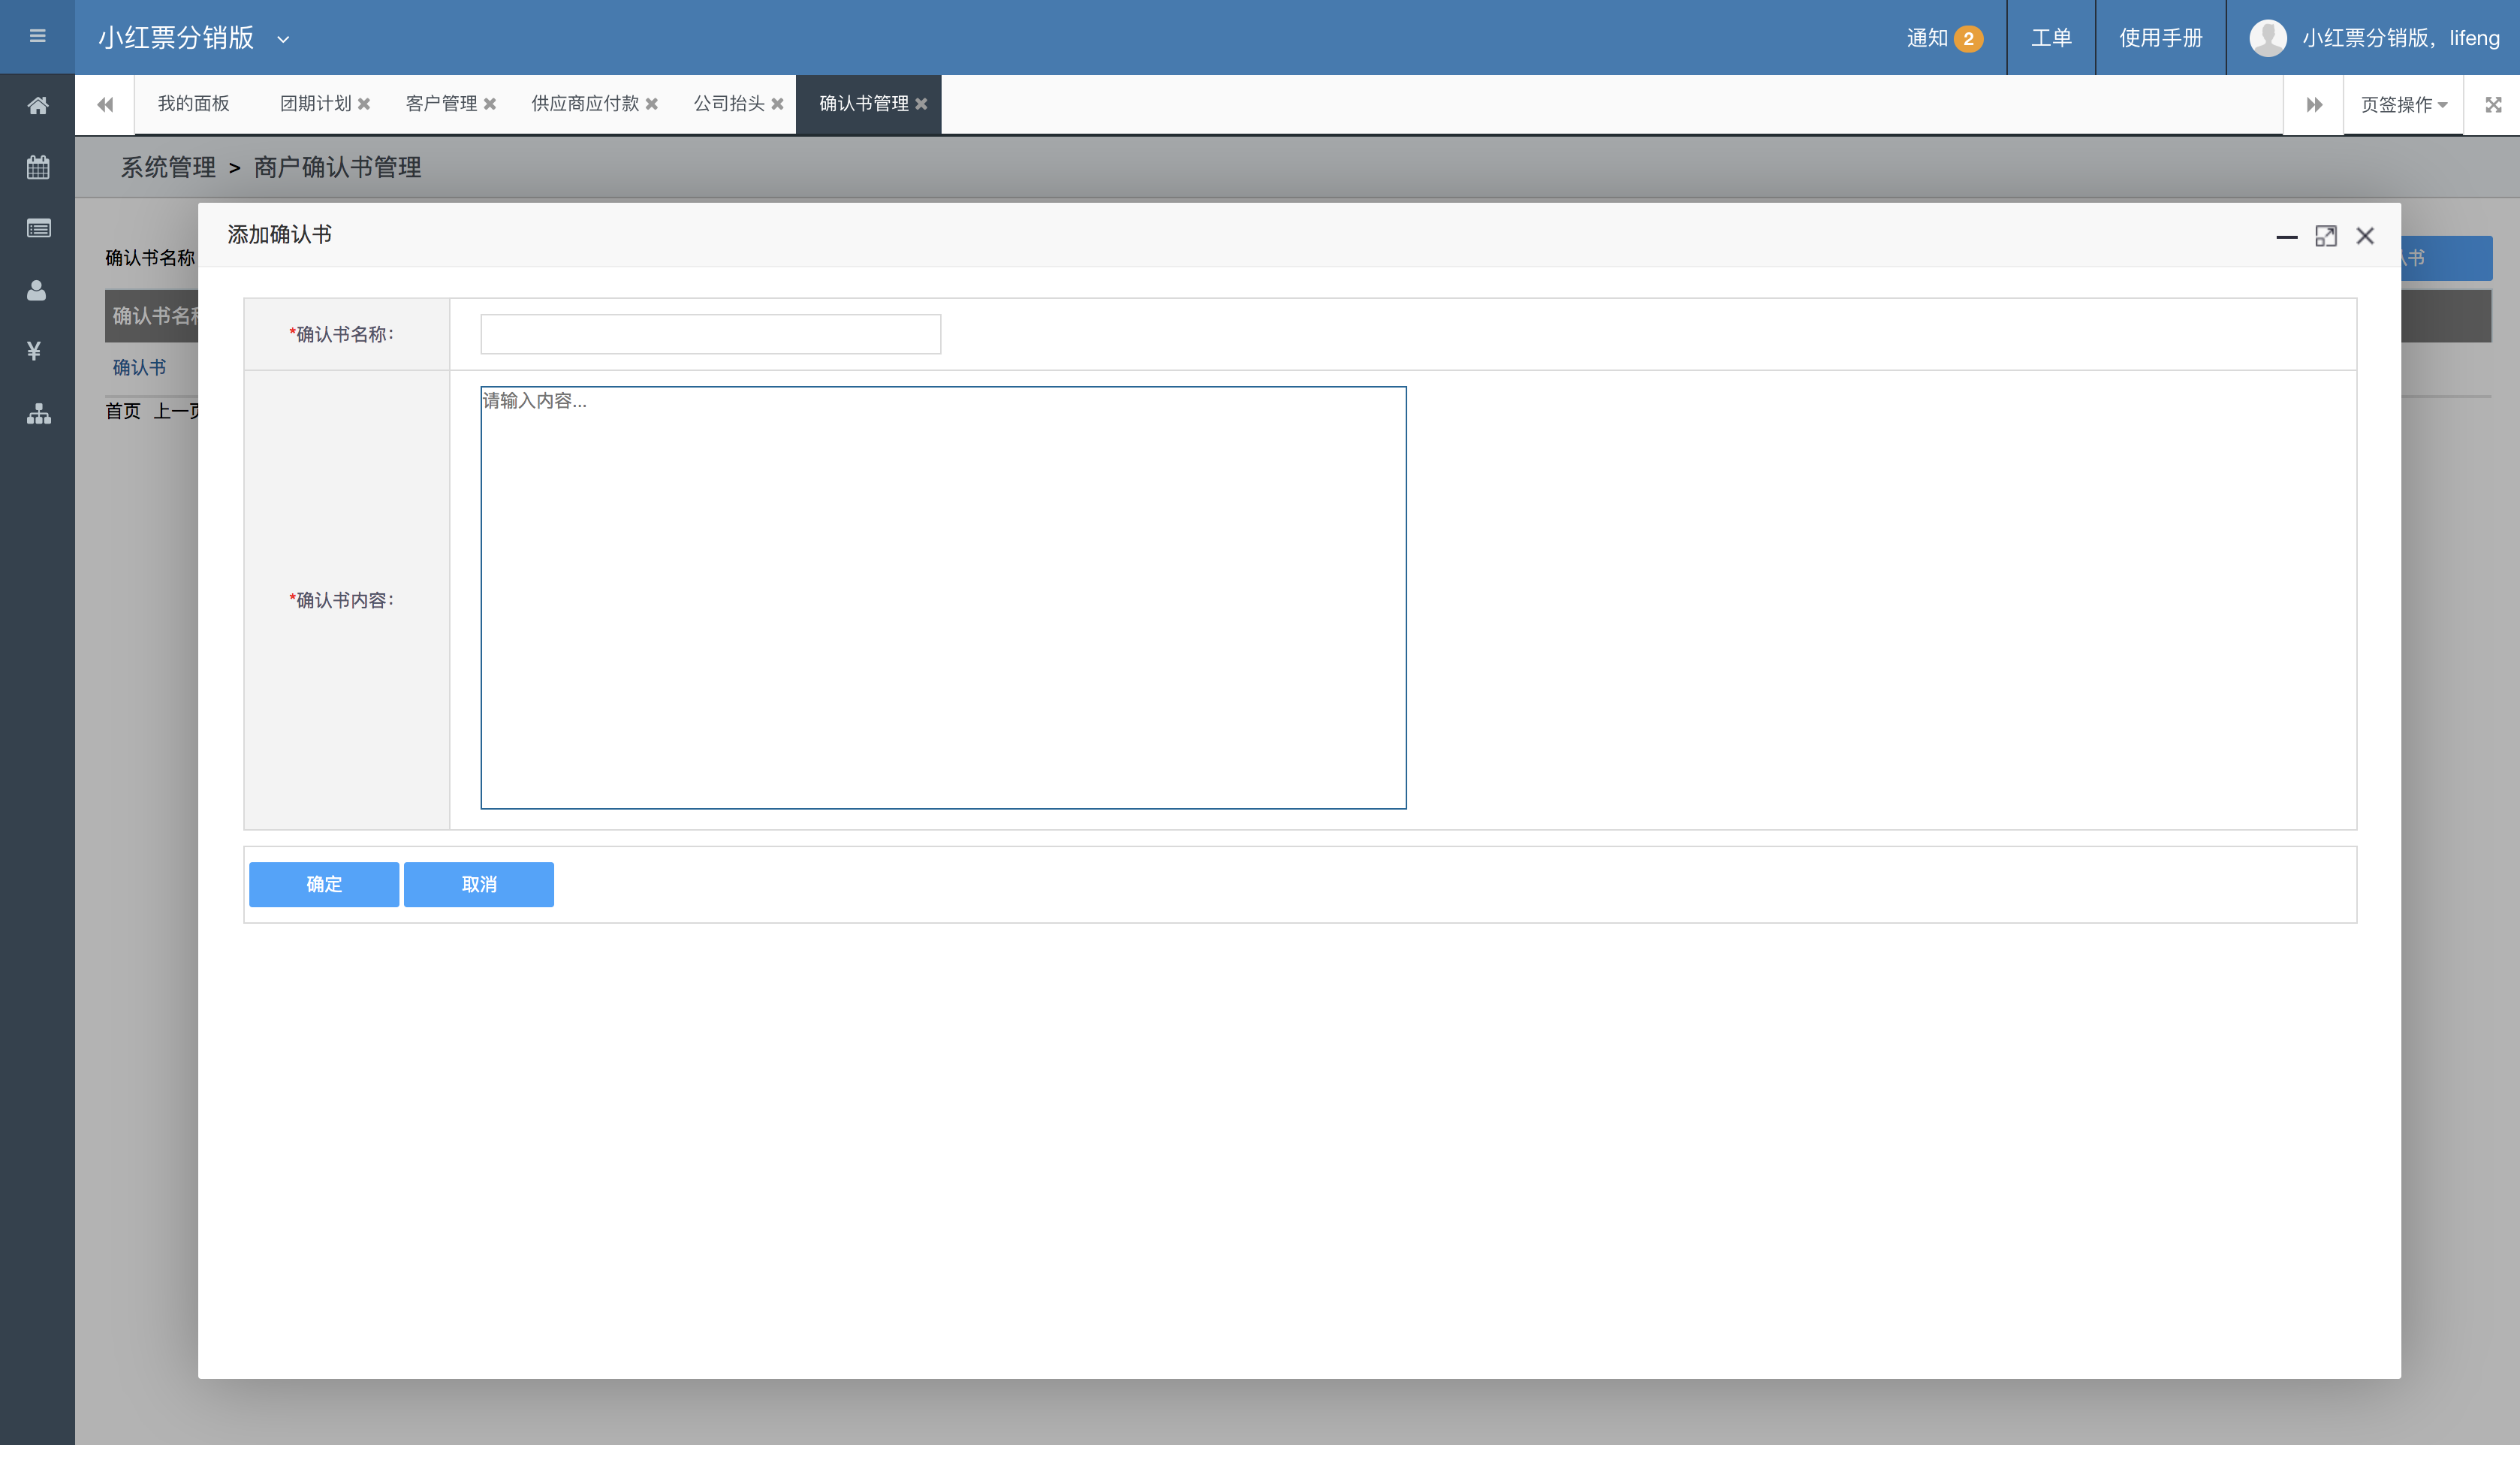 小红票分销版
通知 2
工单
使用手册
小红票分销版，lifeng
我的面板 团期计划 客户管理 供应商应付款 公司抬头 确认书管理 页签操作
系统管理 > 商户确认书管理
添加确认书
确认书名称
认书
确认书名称
*确认书名称：
确认书
请输入内容...
首页 上一页
*确认书内容：
确定 取消
¥